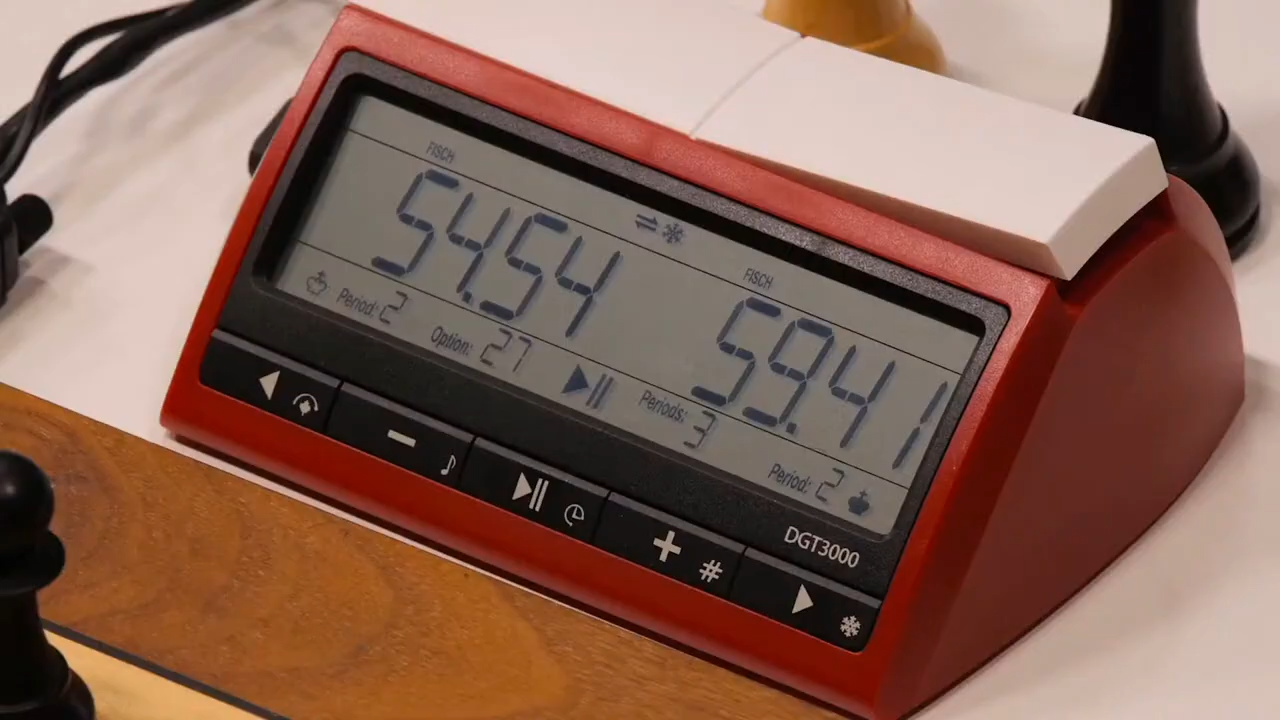 FISCH
FISCH
54.54
59.41
Period: 2
Option: 27
Periods: 3
Period: 2
DGT3000